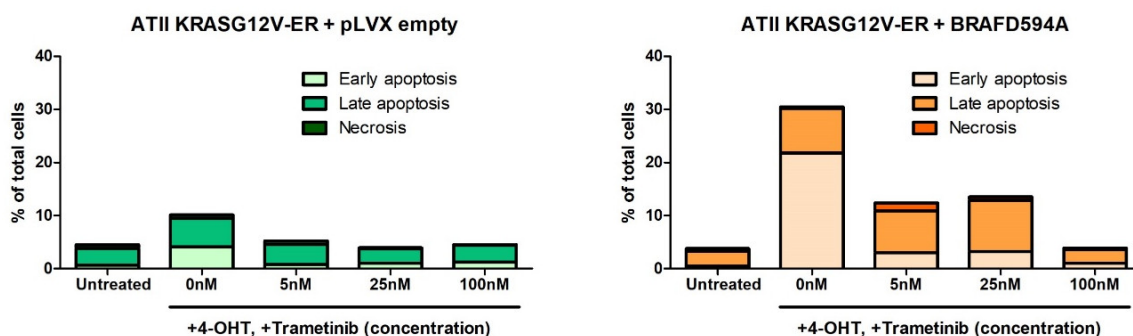 ATII KRASG12V-ER + pLVX empty
% of total cells
40
30
20
10
0
Early apoptosis
Late apoptosis
Necrosis
Untreated 0nM 5nM 25nM 100nM
+4-OHT, +Trametinib (concentration)
ATII KRASG12V-ER + BRAFD594A
% of total cells
40
30
20
10
0
Early apoptosis
Late apoptosis
Necrosis
Untreated 0nM 5nM 25nM 100nM
+4-OHT, +Trametinib (concentration)